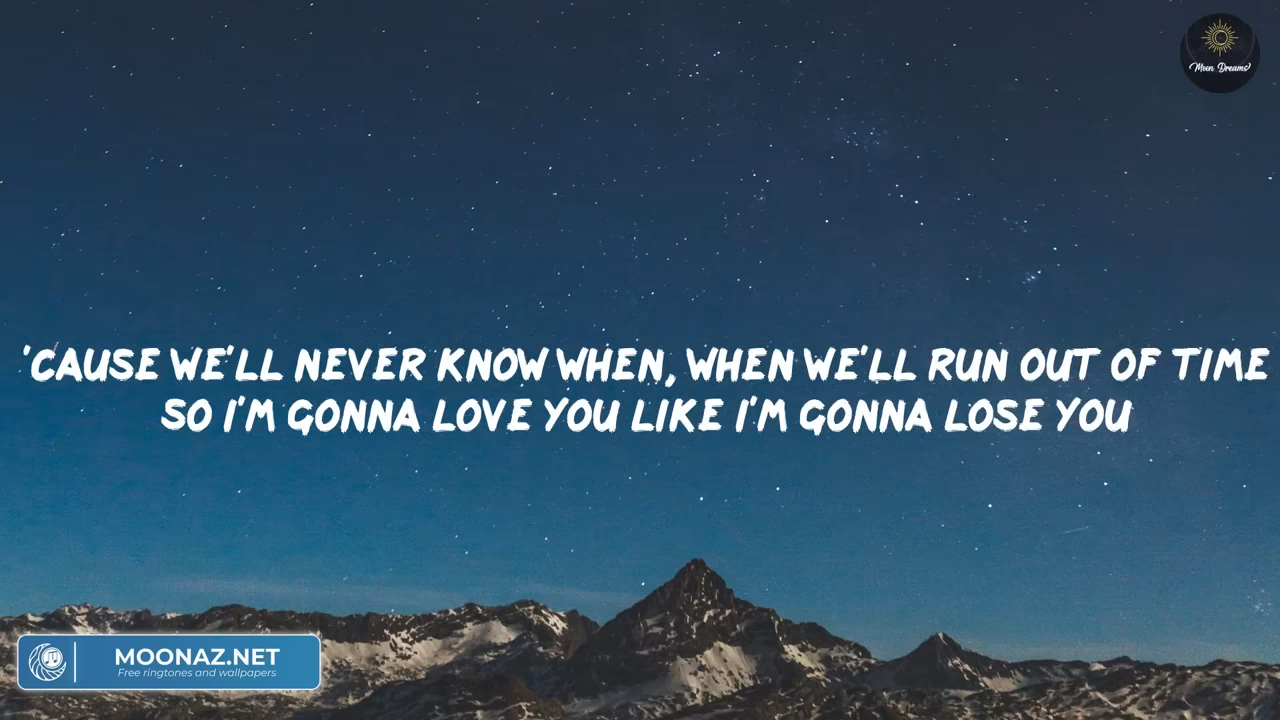 Moon Dreams
'CAUSE WE'LL NEVER KNOW WHEN, WHEN WE'LL RUN OUT OF TIME
SO I'M GONNA LOVE YOU LIKE I'M GONNA LOSE YOU
MOONAZ.NET
Free ringtones and wallpapers